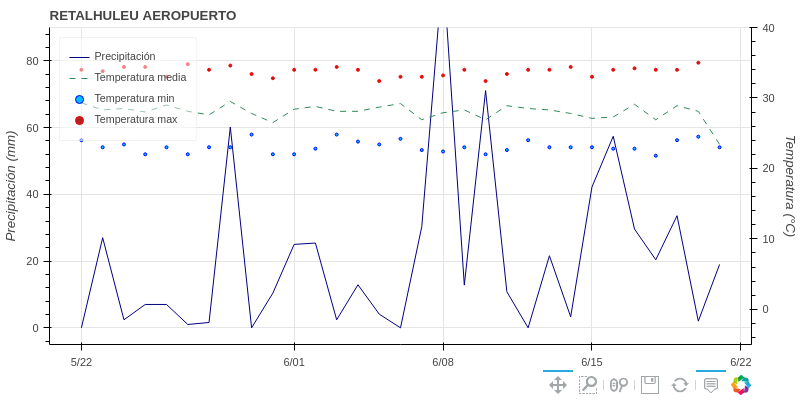 RETALHULEU AEROPUERTO
Precipitación
Temperatura media
Temperatura min
Temperatura max
Precipitación (mm)
80
60
40
20
0
Temperatura (°C)
40
30
20
10
0
5/22
6/01
6/08
6/15
6/22